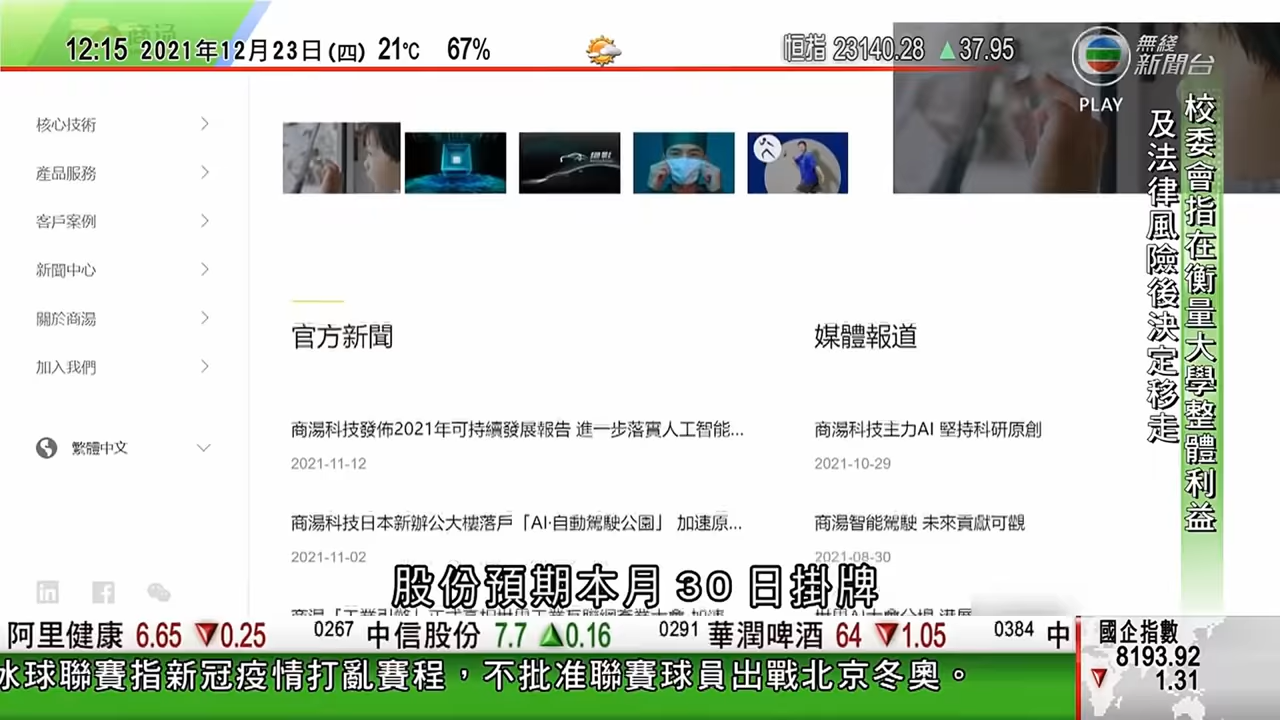 12:15 2021年12月23日(四) 21℃ 67%
恒指 23140.28 ▲37.95
無綫
新聞台
PLAY
校委會指在衡量大學整體利益
及法律風險後決定移走
核心技術
產品服務
客戶案例
新聞中心
關於商湯
加入我們
繁體中文
官方新聞
商湯科技發佈2021年可持續發展報告 進一步落實人工智能...
2021-11-12
商湯科技日本新辦公大樓落戶「AI·自動駕駛公園」 加速原...
2021-11-02
媒體報道
商湯科技主力AI 堅持科研原創
2021-10-29
商湯智能駕駛 未來貢獻可觀
2021-08-30
股份預期本月30日掛牌
阿里健康 6.65 ▼0.25 0267 中信股份 7.7 ▲0.16 0291 華潤啤酒 64 ▼1.05 0384 中
國企指數
8193.92
▼ 1.31
冰球聯賽指新冠疫情打亂賽程，不批准聯賽球員出戰北京冬奧。